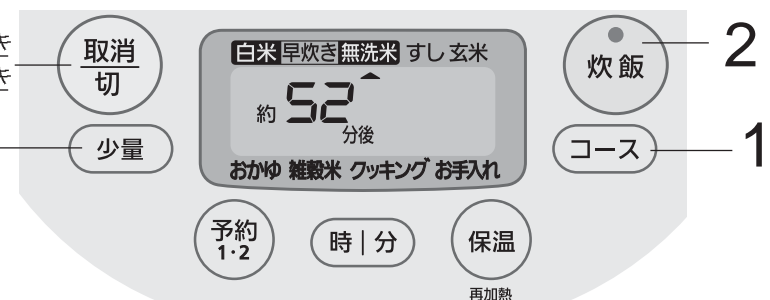 キ
キ
取消
切
少量
白米 早炊き 無洗米 すし 玄米
約 52 分後
おかゆ 雑穀米 クッキング お手入れ
炊飯
2
コース
1
予約
1・2
時|分
保温
再加熱